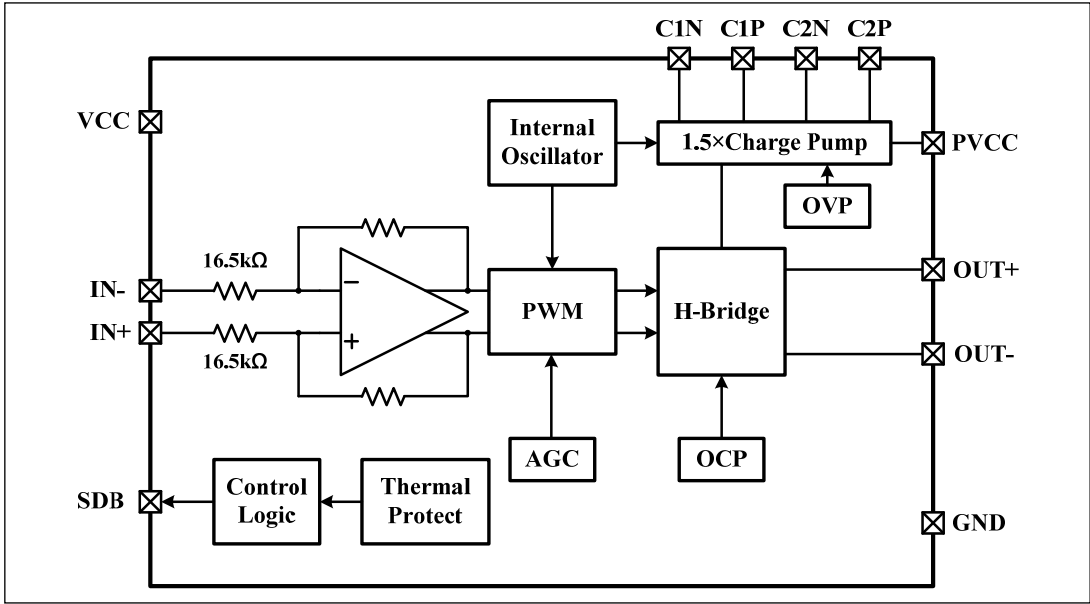 C1N C1P C2N C2P
VCC
Internal
Oscillator
1.5×Charge Pump
PVCC
OVP
16.5kΩ
IN-
IN+
16.5kΩ
−
+
PWM
H-Bridge
OUT+
OUT-
AGC
OCP
SDB
Control
Logic
Thermal
Protect
GND